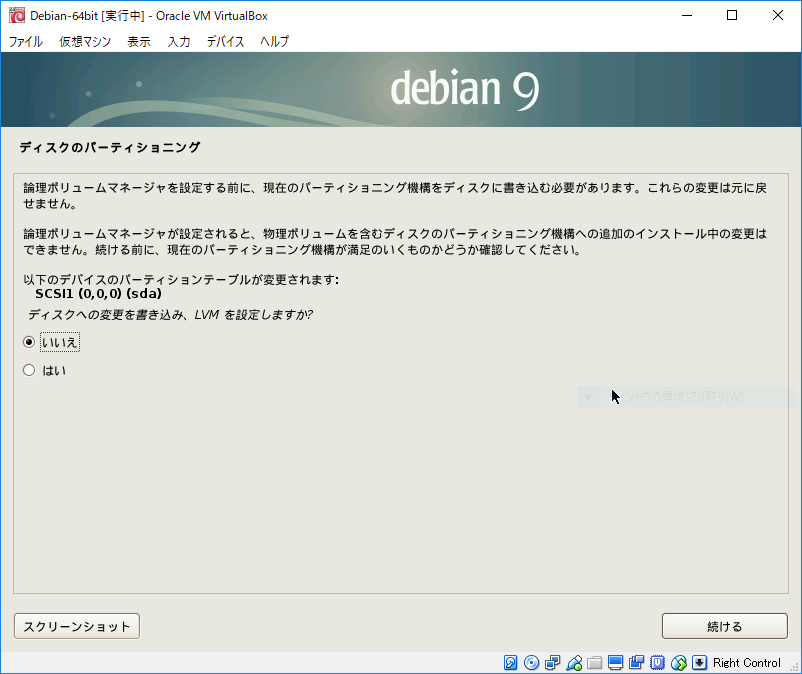 Debian-64bit [実行中] - Oracle VM VirtualBox
ファイル 仮想マシン 表示 入力 デバイス ヘルプ
debian 9
ディスクのパーティショニング
論理ボリュームマネージャを設定する前に、現在のパーティショニング機構をディスクに書き込む必要があります。これらの変更は元に戻
せません。
論理ボリュームマネージャが設定されると、物理ボリュームを含むディスクのパーティショニング機構への追加のインストール中の変更は
できません。続ける前に、現在のパーティショニング機構が満足のいくものかどうか確認してください。
以下のデバイスのパーティションテーブルが変更されます:
SCSI1 (0,0,0) (sda)
ディスクへの変更を書き込み、LVM を設定しますか?
いいえ
はい
ンドウの領域切り取り(W)
スクリーンショット
続ける
Right Control